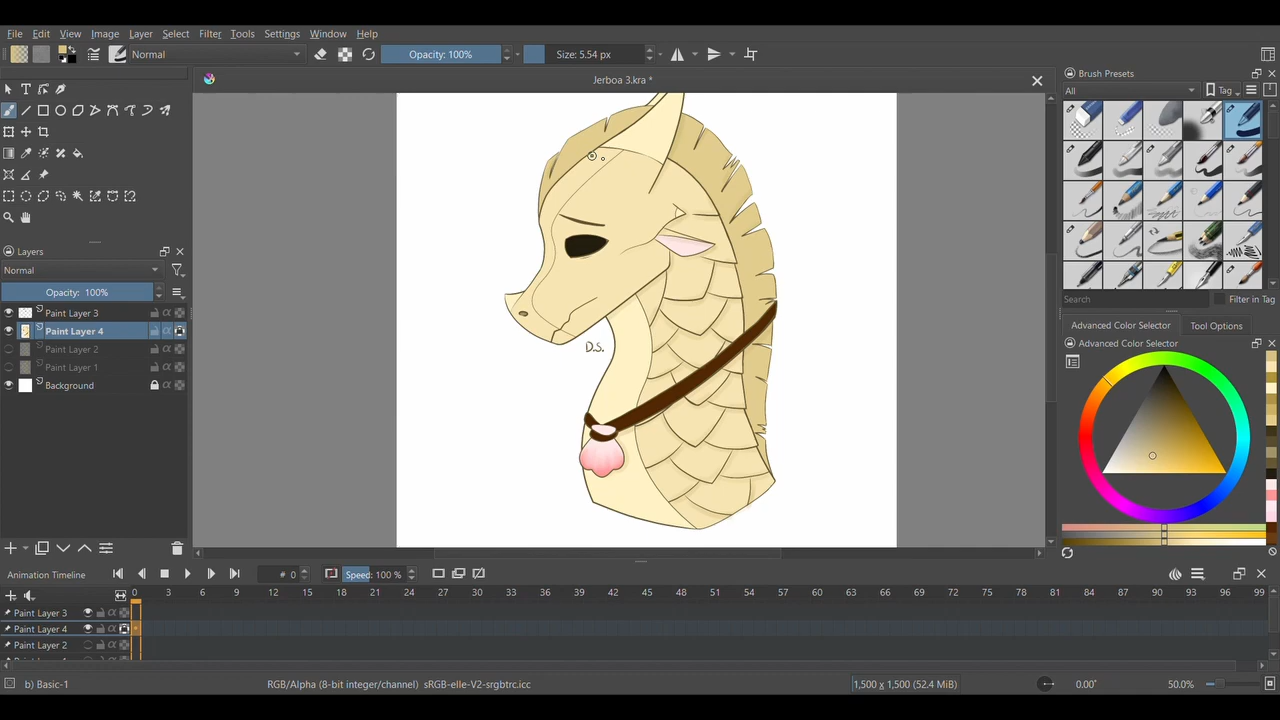 File Edit View Image Layer Select Filter Tools Settings Window Help
Normal Opacity: 100% Size: 5.54 px
Jerboa 3.kra *
Brush Presets
All Tag
Search Filter in Tag
Advanced Color Selector Tool Options
Advanced Color Selector
Layers
Normal
Opacity: 100%
Paint Layer 3
Paint Layer 4
Paint Layer 2
Paint Layer 1
Background
D.S.
Animation Timeline # 0 Speed: 100 %
0 3 6 9 12 15 18 21 24 27 30 33 36 39 42 45 48 51 54 57 60 63 66 69 72 75 78 81 84 87 90 93 96 99
Paint Layer 3
Paint Layer 4
Paint Layer 2
b) Basic-1 RGB/Alpha (8-bit integer/channel) sRGB-elle-V2-srgbtrc.icc 1,500 x 1,500 (52.4 MiB) 0.00° 50.0%